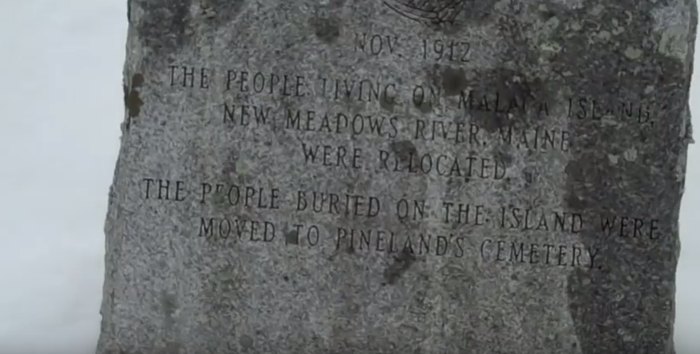 NOV. 1912
THE PEOPLE LIVING ON MALAGA ISLAND,
NEW MEADOWS RIVER, MAINE
WERE RELOCATED.
THE PEOPLE BURIED ON THE ISLAND WERE
MOVED TO PINELAND'S CEMETERY.